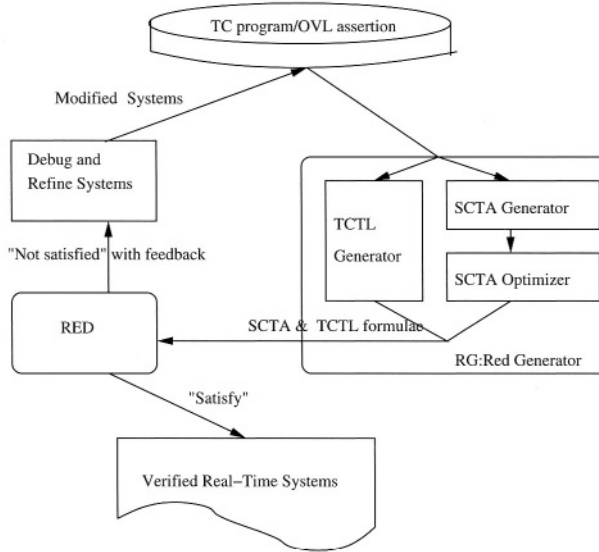 TC program/OVL assertion
Modified Systems
Debug and
Refine Systems
TCTL
Generator
SCTA Generator
SCTA Optimizer
"Not satisfied" with feedback
RED
SCTA & TCTL formulae
RG:Red Generator
"Satisfy"
Verified Real-Time Systems